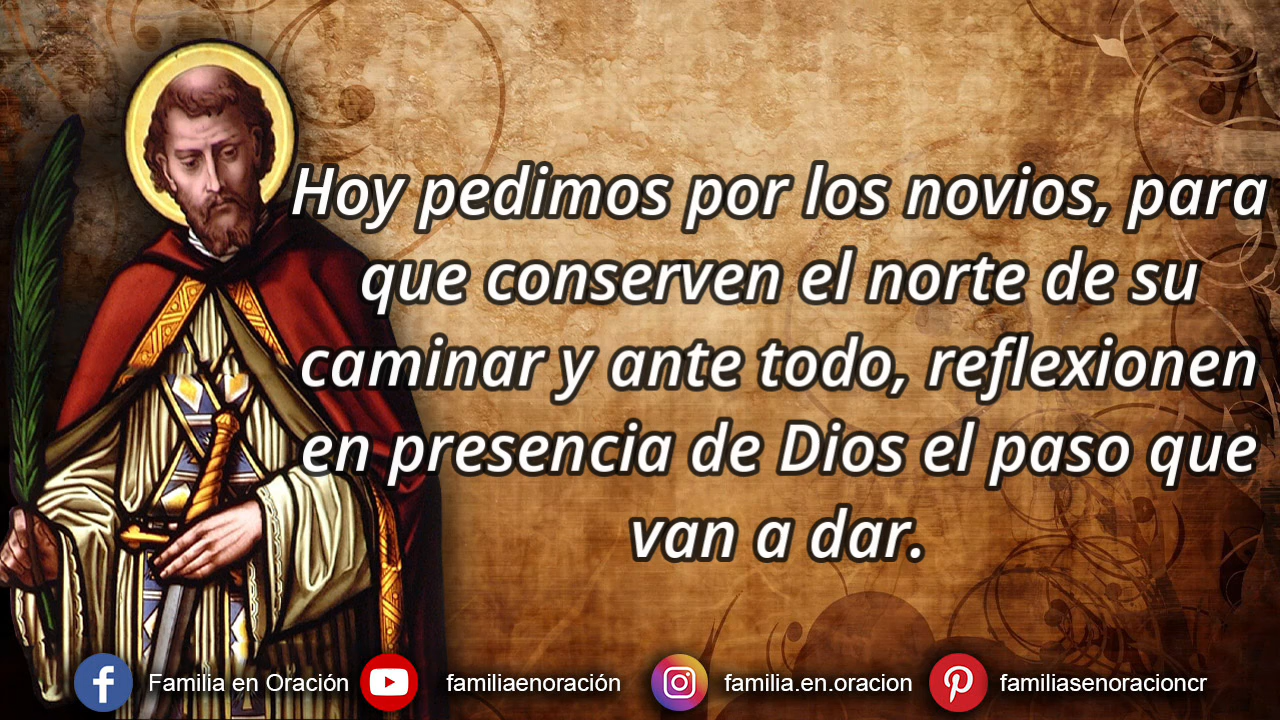 Hoy pedimos por los novios, para
que conserven el norte de su
caminar y ante todo, reflexionen
en presencia de Dios el paso que
van a dar.
Familia en Oración familiaenoración familia.en.oracion familiasenoracioncr